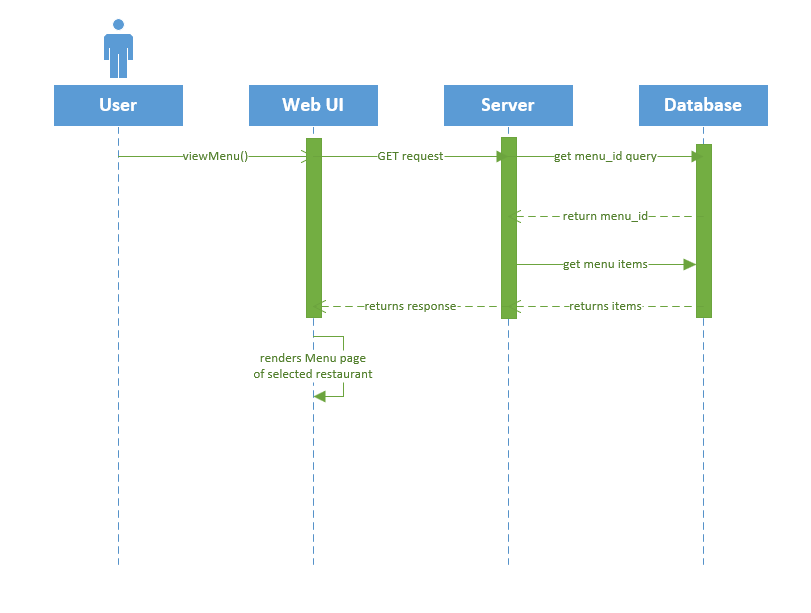 User
Web UI
Server
Database
viewMenu()
GET request
get menu_id query
return menu_id
get menu items
returns response
returns items
renders Menu page
of selected restaurant